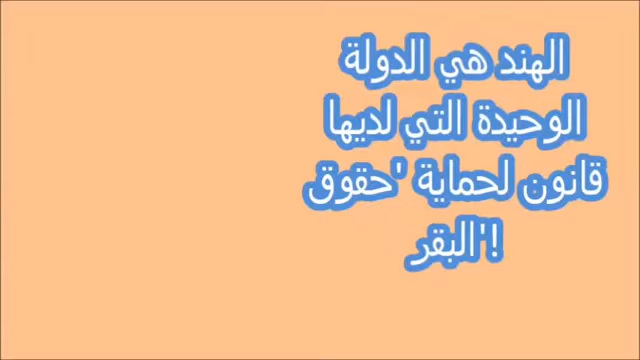 الهند هي الدولة
الوحيدة التي لديها
قانون لحماية 'حقوق
البقر'!